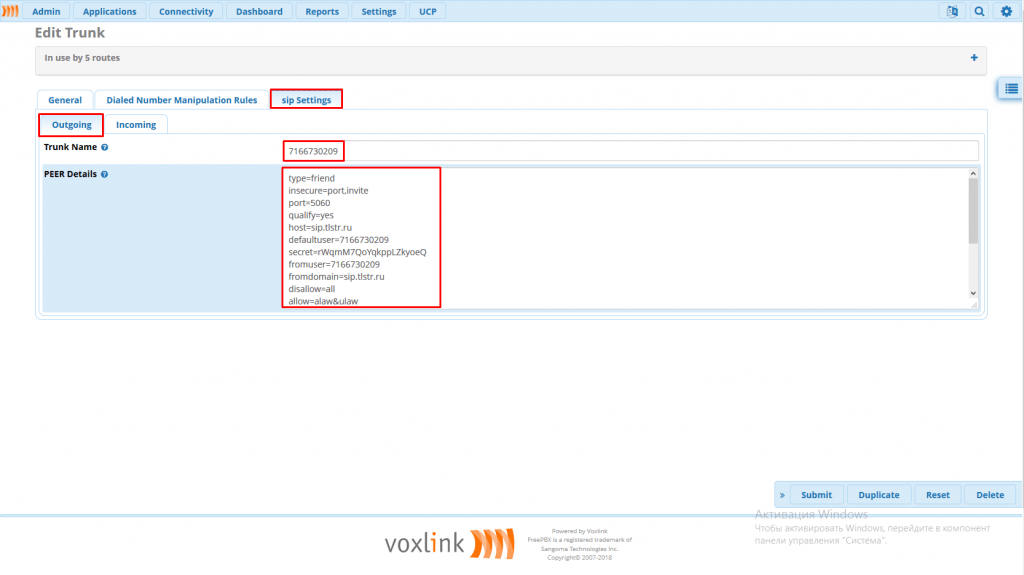 Admin Applications Connectivity Dashboard Reports Settings UCP
Edit Trunk
In use by 5 routes
General Dialed Number Manipulation Rules sip Settings
Outgoing Incoming
Trunk Name 7166730209
PEER Details
type=friend
insecure=port,invite
port=5060
qualify=yes
host=sip.tlstr.ru
defaultuser=7166730209
secret=rWqmM7QoYqkppLZkyoeQ
fromuser=7166730209
fromdomain=sip.tlstr.ru
disallow=all
allow=alaw&ulaw
» Submit Duplicate Reset Delete
Активация Windows
Чтобы активировать Windows, перейдите в компонент
панели управления "Система".
voxlink
Powered by Voxlink
FreePBX is a registered trademark of
Sangoma Technologies Inc.
Copyright© 2007-2018